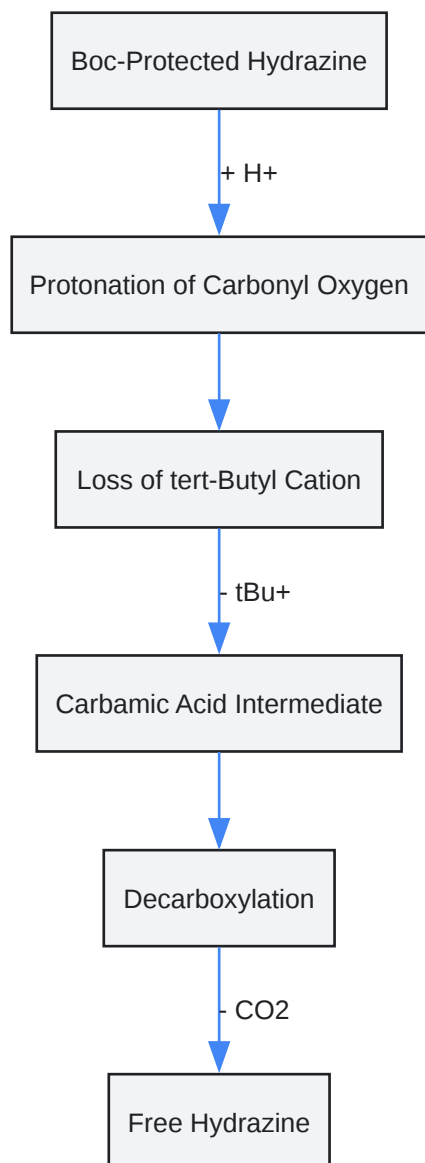 Boc-Protected Hydrazine
+ H+
Protonation of Carbonyl Oxygen
Loss of tert-Butyl Cation
- tBu+
Carbamic Acid Intermediate
Decarboxylation
- CO2
Free Hydrazine